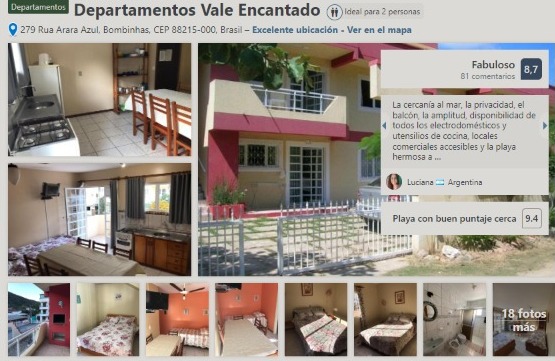 Departamentos
Departamentos Vale Encantado
Ideal para 2 personas
279 Rua Arara Azul, Bombinhas, CEP 88215-000, Brasil – Excelente ubicación - Ver en el mapa
Fabuloso
81 comentarios
8,7
La cercanía al mar, la privacidad, el
balcón, la amplitud, disponibilidad de
todos los electrodomésticos y
utensilios de cocina, locales
comerciales accesibles y la playa
hermosa a ...
Luciana Argentina
Playa con buen puntaje cerca
9.4
18 fotos
más